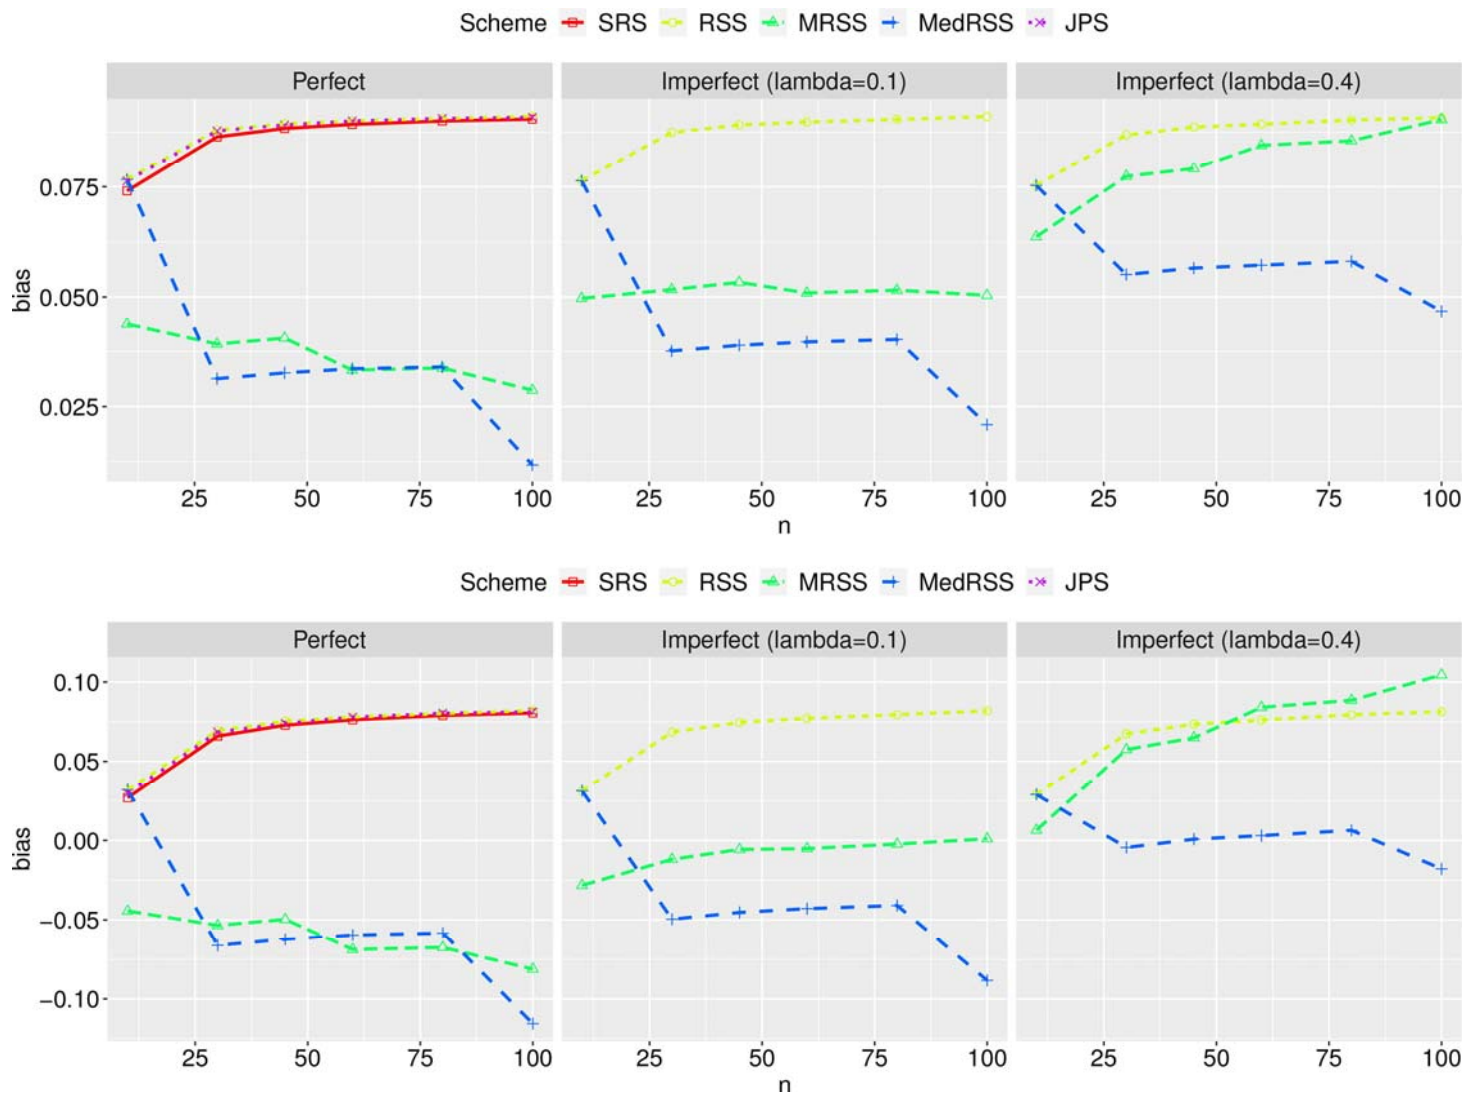 Scheme SRS RSS MRSS MedRSS JPS
Perfect Imperfect (lambda=0.1) Imperfect (lambda=0.4)
0.075
0.050
0.025
bias
25 50 75 100 25 50 75 100 25 50 75 100
n
Scheme SRS RSS MRSS MedRSS JPS
Perfect Imperfect (lambda=0.1) Imperfect (lambda=0.4)
0.10
0.05
0.00
−0.05
−0.10
bias
25 50 75 100 25 50 75 100 25 50 75 100
n